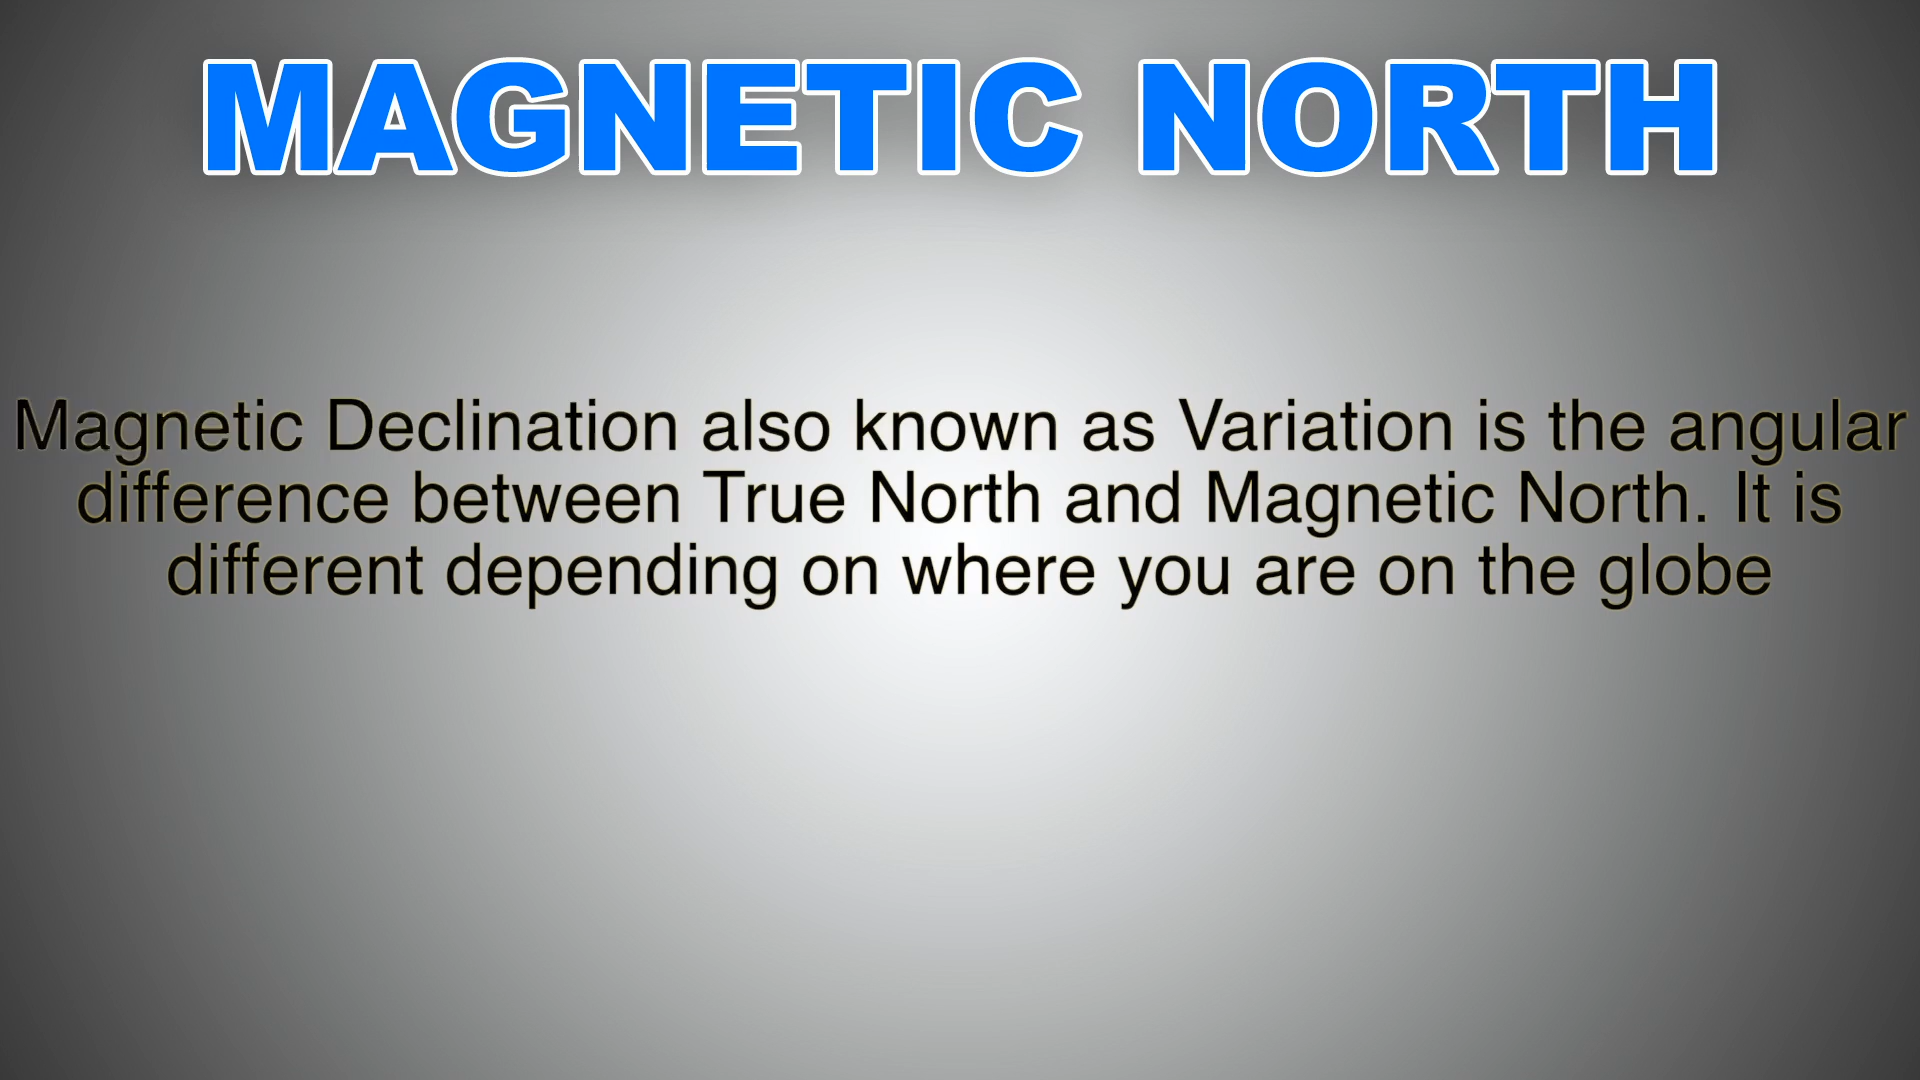 MAGNETIC NORTH
Magnetic Declination also known as Variation is the angular
difference between True North and Magnetic North. It is
different depending on where you are on the globe